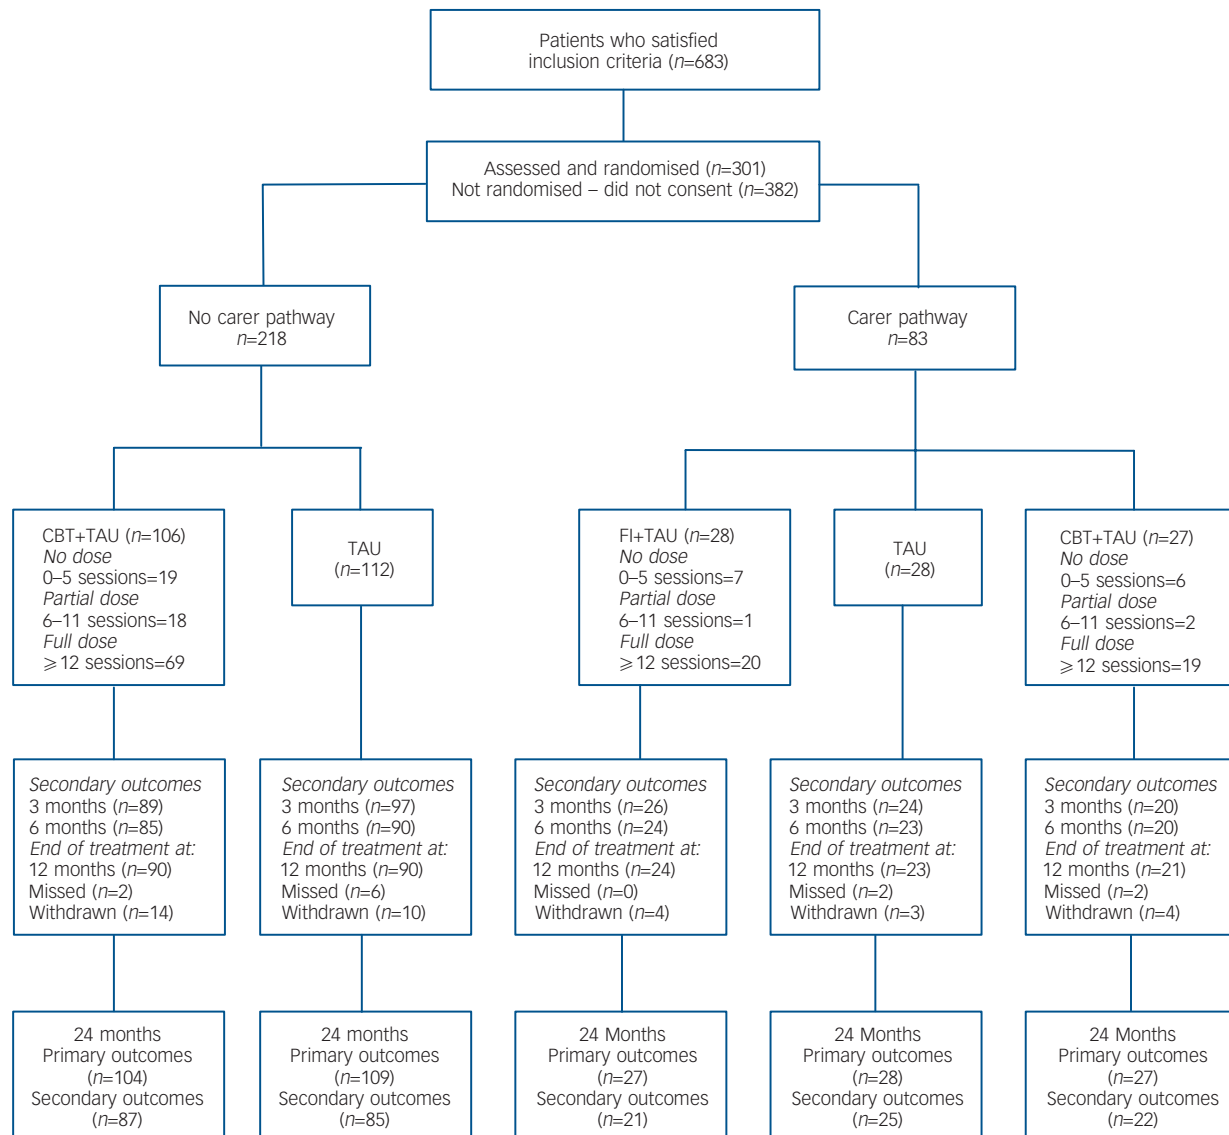 Patients who satisfied
inclusion criteria (n=683)
Assessed and randomised (n=301)
Not randomised – did not consent (n=382)
No carer pathway
n=218
Carer pathway
n=83
CBT+TAU (n=106)
No dose
0–5 sessions=19
Partial dose
6–11 sessions=18
Full dose
⩾12 sessions=69
TAU
(n=112)
FI+TAU (n=28)
No dose
0–5 sessions=7
Partial dose
6–11 sessions=1
Full dose
⩾12 sessions=20
TAU
(n=28)
CBT+TAU (n=27)
No dose
0–5 sessions=6
Partial dose
6–11 sessions=2
Full dose
⩾12 sessions=19
Secondary outcomes
3 months (n=89)
6 months (n=85)
End of treatment at:
12 months (n=90)
Missed (n=2)
Withdrawn (n=14)
Secondary outcomes
3 months (n=97)
6 months (n=90)
End of treatment at:
12 months (n=90)
Missed (n=6)
Withdrawn (n=10)
Secondary outcomes
3 months (n=26)
6 months (n=24)
End of treatment at:
12 months (n=24)
Missed (n=0)
Withdrawn (n=4)
Secondary outcomes
3 months (n=24)
6 months (n=23)
End of treatment at:
12 months (n=23)
Missed (n=2)
Withdrawn (n=3)
Secondary outcomes
3 months (n=20)
6 months (n=20)
End of treatment at:
12 months (n=21)
Missed (n=2)
Withdrawn (n=4)
24 months
Primary outcomes
(n=104)
Secondary outcomes
(n=87)
24 months
Primary outcomes
(n=109)
Secondary outcomes
(n=85)
24 Months
Primary outcomes
(n=27)
Secondary outcomes
(n=21)
24 Months
Primary outcomes
(n=28)
Secondary outcomes
(n=25)
24 Months
Primary outcomes
(n=27)
Secondary outcomes
(n=22)